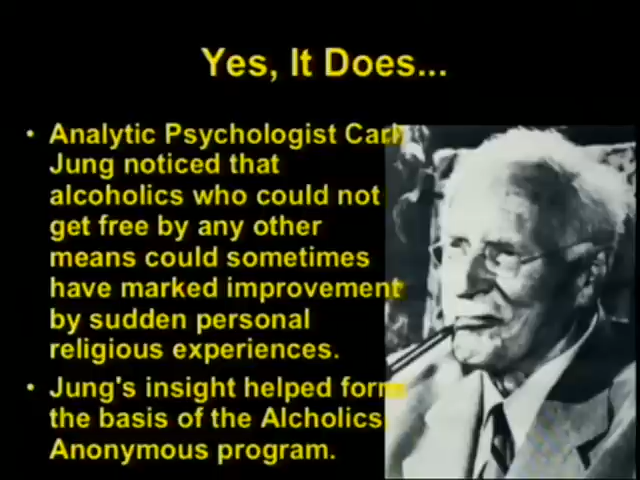 Yes, It Does...
• Analytic Psychologist Carl
Jung noticed that
alcoholics who could not
get free by any other
means could sometimes
have marked improvement
by sudden personal
religious experiences.
• Jung's insight helped form
the basis of the Alcholics
Anonymous program.